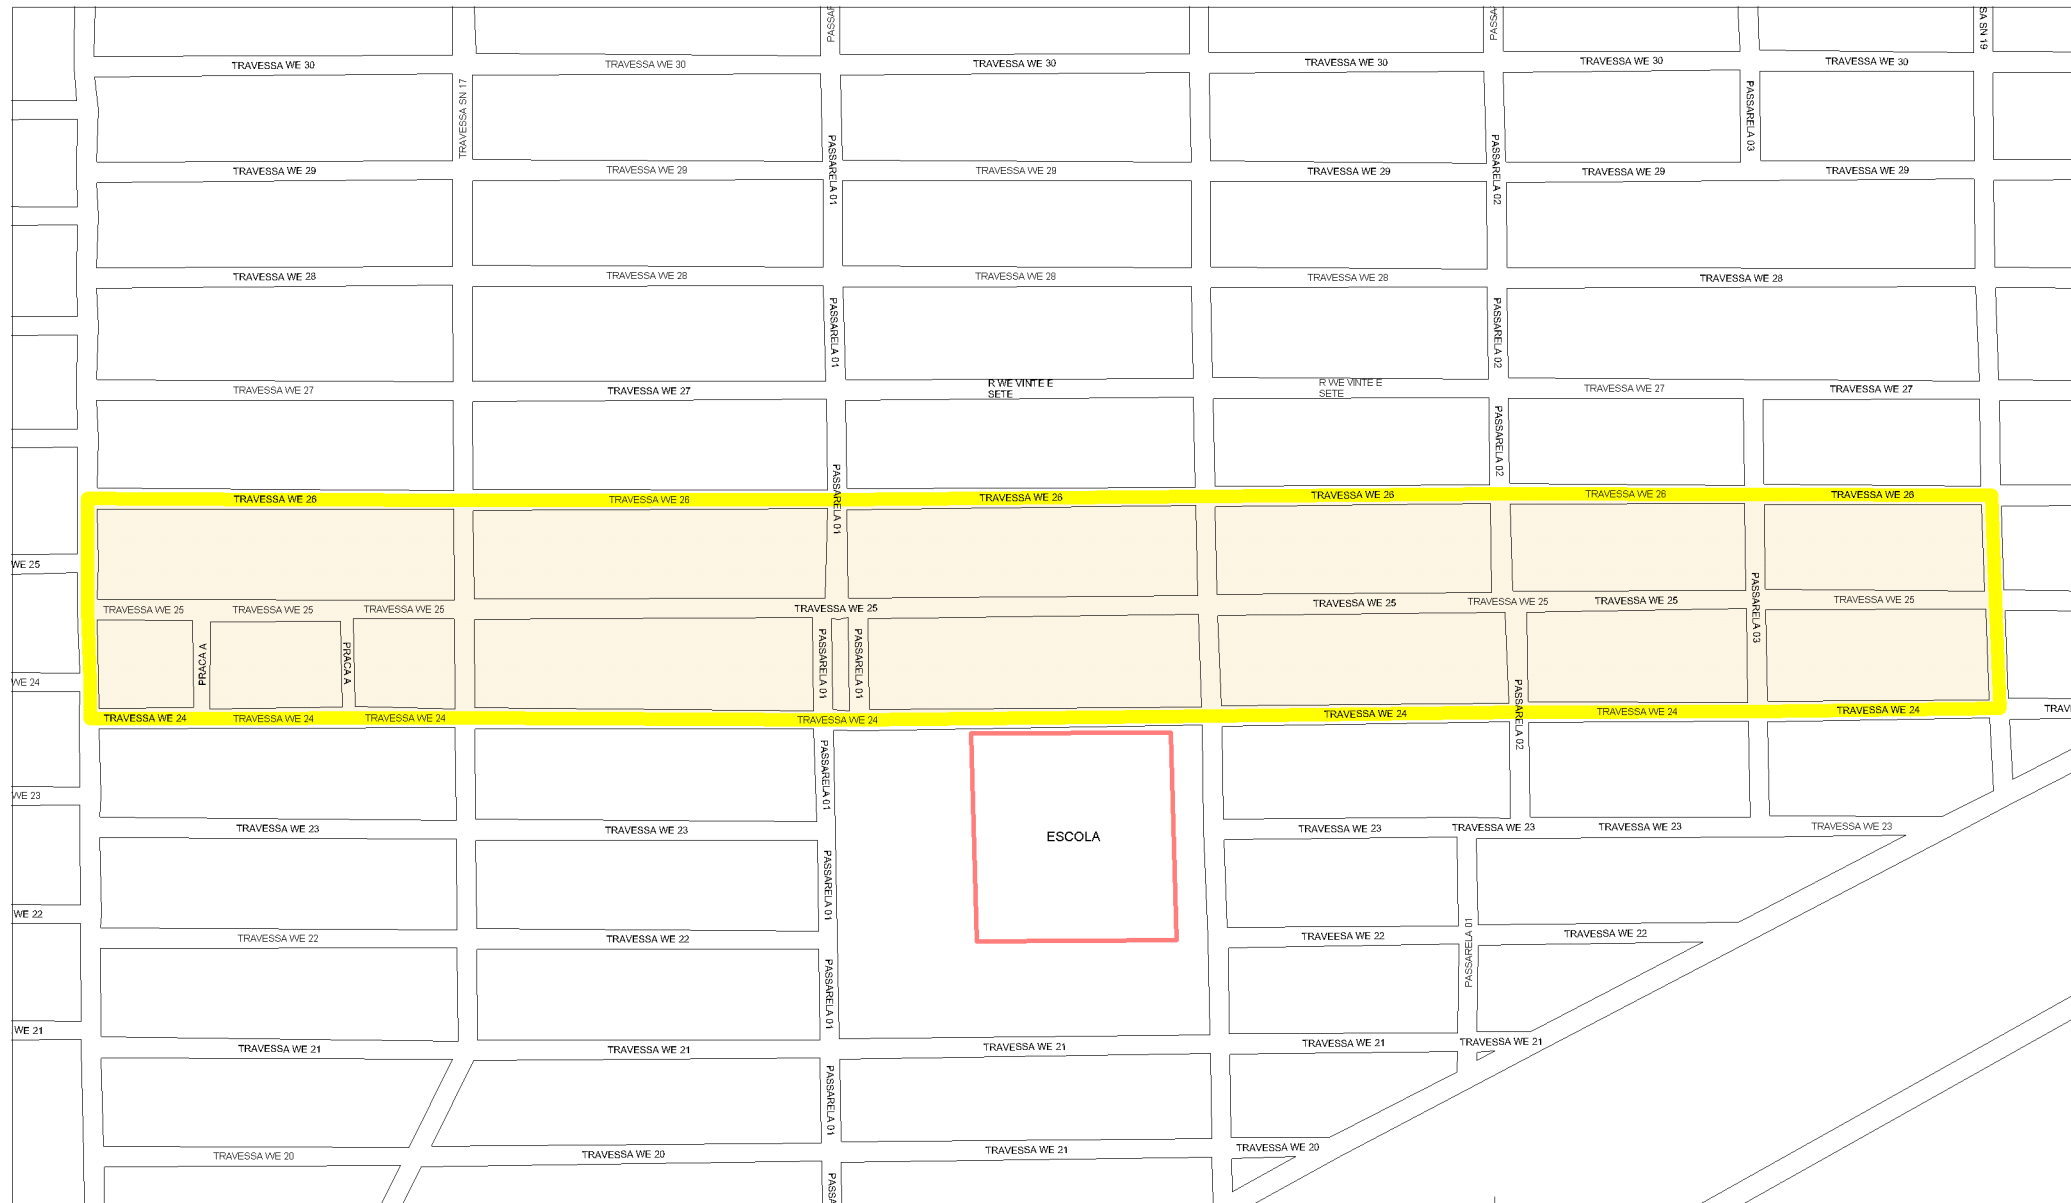 PASSAR
PASSA
SA SN 19
TRAVESSA WE 30
TRAVESSA WE 30
TRAVESSA WE 30
TRAVESSA WE 30
TRAVESSA WE 30
TRAVESSA WE 30
TRAVESSA SN 17
PASSARELA 01
PASSARELA 02
PASSARELA 03
TRAVESSA WE 29
TRAVESSA WE 29
TRAVESSA WE 29
TRAVESSA WE 29
TRAVESSA WE 29
TRAVESSA WE 29
TRAVESSA WE 28
TRAVESSA WE 28
TRAVESSA WE 28
TRAVESSA WE 28
TRAVESSA WE 28
PASSARELA 01
PASSARELA 02
TRAVESSA WE 27
TRAVESSA WE 27
R WE VINTE E
SETE
R WE VINTE E
SETE
TRAVESSA WE 27
TRAVESSA WE 27
PASSARELA 01
PASSARELA 02
TRAVESSA WE 26
TRAVESSA WE 26
TRAVESSA WE 26
TRAVESSA WE 26
TRAVESSA WE 26
TRAVESSA WE 26
WE 25
TRAVESSA WE 25
TRAVESSA WE 25
TRAVESSA WE 25
TRAVESSA WE 25
TRAVESSA WE 25
TRAVESSA WE 25
TRAVESSA WE 25
TRAVESSA WE 25
PASSARELA 03
PRACA A
PRACA A
PASSARELA 01
PASSARELA 01
WE 24
TRAVESSA WE 24
TRAVESSA WE 24
TRAVESSA WE 24
TRAVESSA WE 24
TRAVESSA WE 24
TRAVESSA WE 24
TRAVESSA WE 24
TRAV
PASSARELA 02
PASSARELA 01
WE 23
TRAVESSA WE 23
TRAVESSA WE 23
ESCOLA
TRAVESSA WE 23
TRAVESSA WE 23
TRAVESSA WE 23
TRAVESSA WE 23
PASSARELA 01
WE 22
TRAVESSA WE 22
TRAVESSA WE 22
TRAVEESA WE 22
TRAVESSA WE 22
PASSARELA 01
PASSARELA 01
WE 21
TRAVESSA WE 21
TRAVESSA WE 21
TRAVESSA WE 21
TRAVESSA WE 21
TRAVESSA WE 21
PASSARELA 01
TRAVESSA WE 20
TRAVESSA WE 20
TRAVESSA WE 21
TRAVESSA WE 20
PASSA